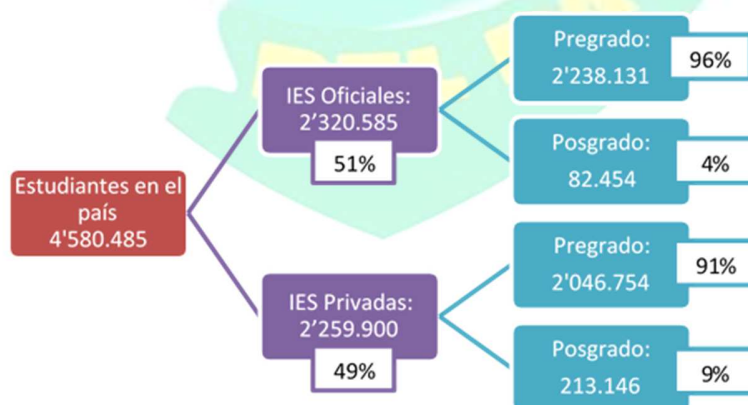 Estudiantes en el
país
4'580.485
IES Oficiales:
2’320.585
51%
Pregrado:
2'238.131
96%
Posgrado:
82.454
4%
IES Privadas:
2’259.900
49%
Pregrado:
2'046.754
91%
Posgrado:
213.146
9%